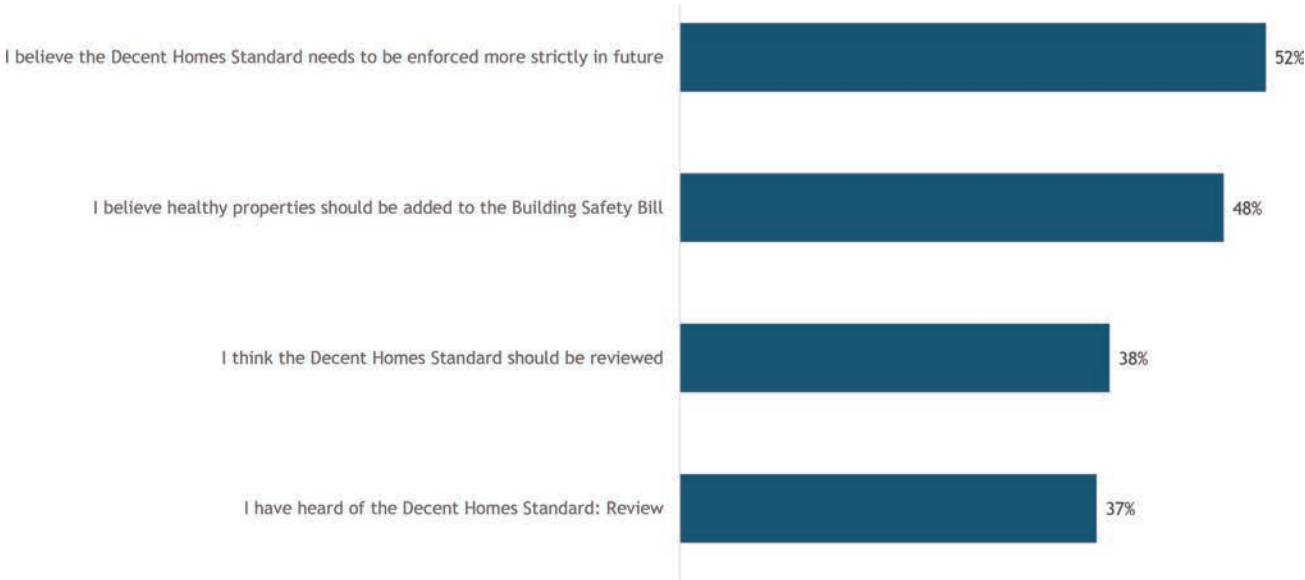 I believe the Decent Homes Standard needs to be enforced more strictly in future
52%
I believe healthy properties should be added to the Building Safety Bill
48%
I think the Decent Homes Standard should be reviewed
38%
I have heard of the Decent Homes Standard: Review
37%